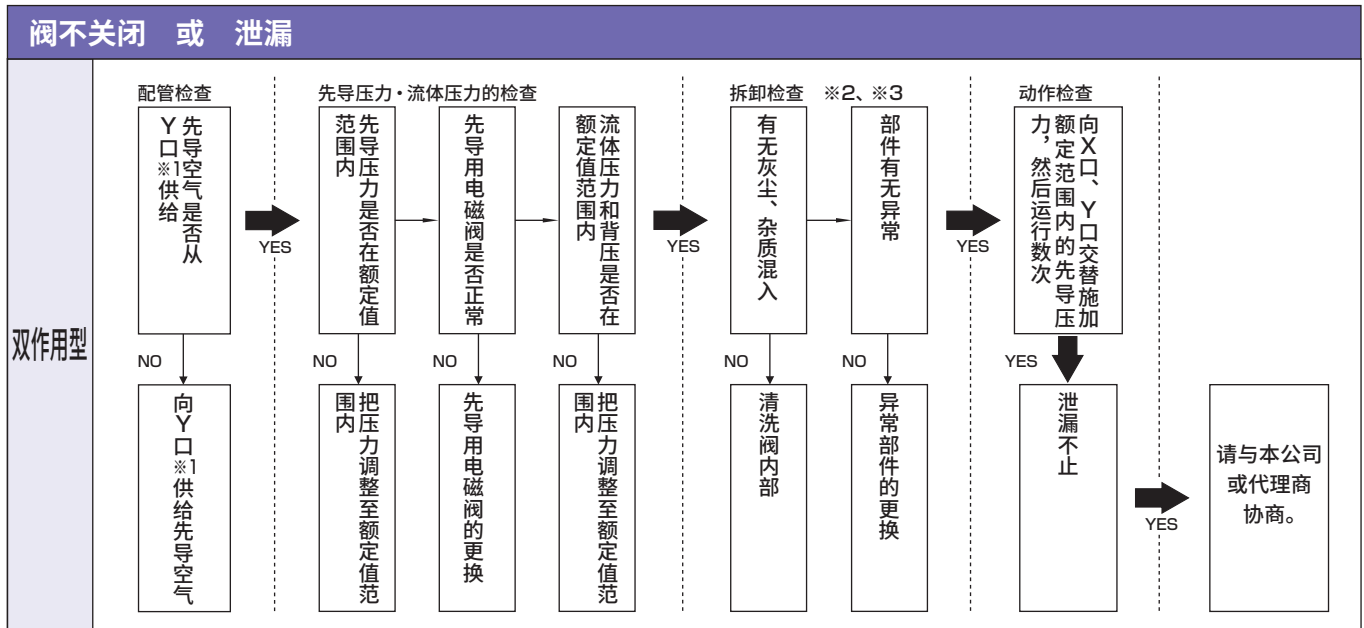 阀不关闭　或　泄漏
双作用型
配管检查
先导空气是否从
Y口※1供给
YES
NO
向Y口※1供给先导空气
先导压力・流体压力的检查
先导压力是否在额定值
范围内
NO
把压力调整至额定值范
围内
先导用电磁阀是否正常
NO
先导用电磁阀的更换
流体压力和背压是否在
额定值范围内
YES
NO
把压力调整至额定值范
围内
拆卸检查　※2、※3
有无灰尘、杂质混入
NO
清洗阀内部
部件有无异常
YES
NO
异常部件的更换
动作检查
向X口、Y口交替施加
额定范围内的先导压
力，然后运行数次
YES
泄漏不止
YES
请与本公司
或代理商
协商。